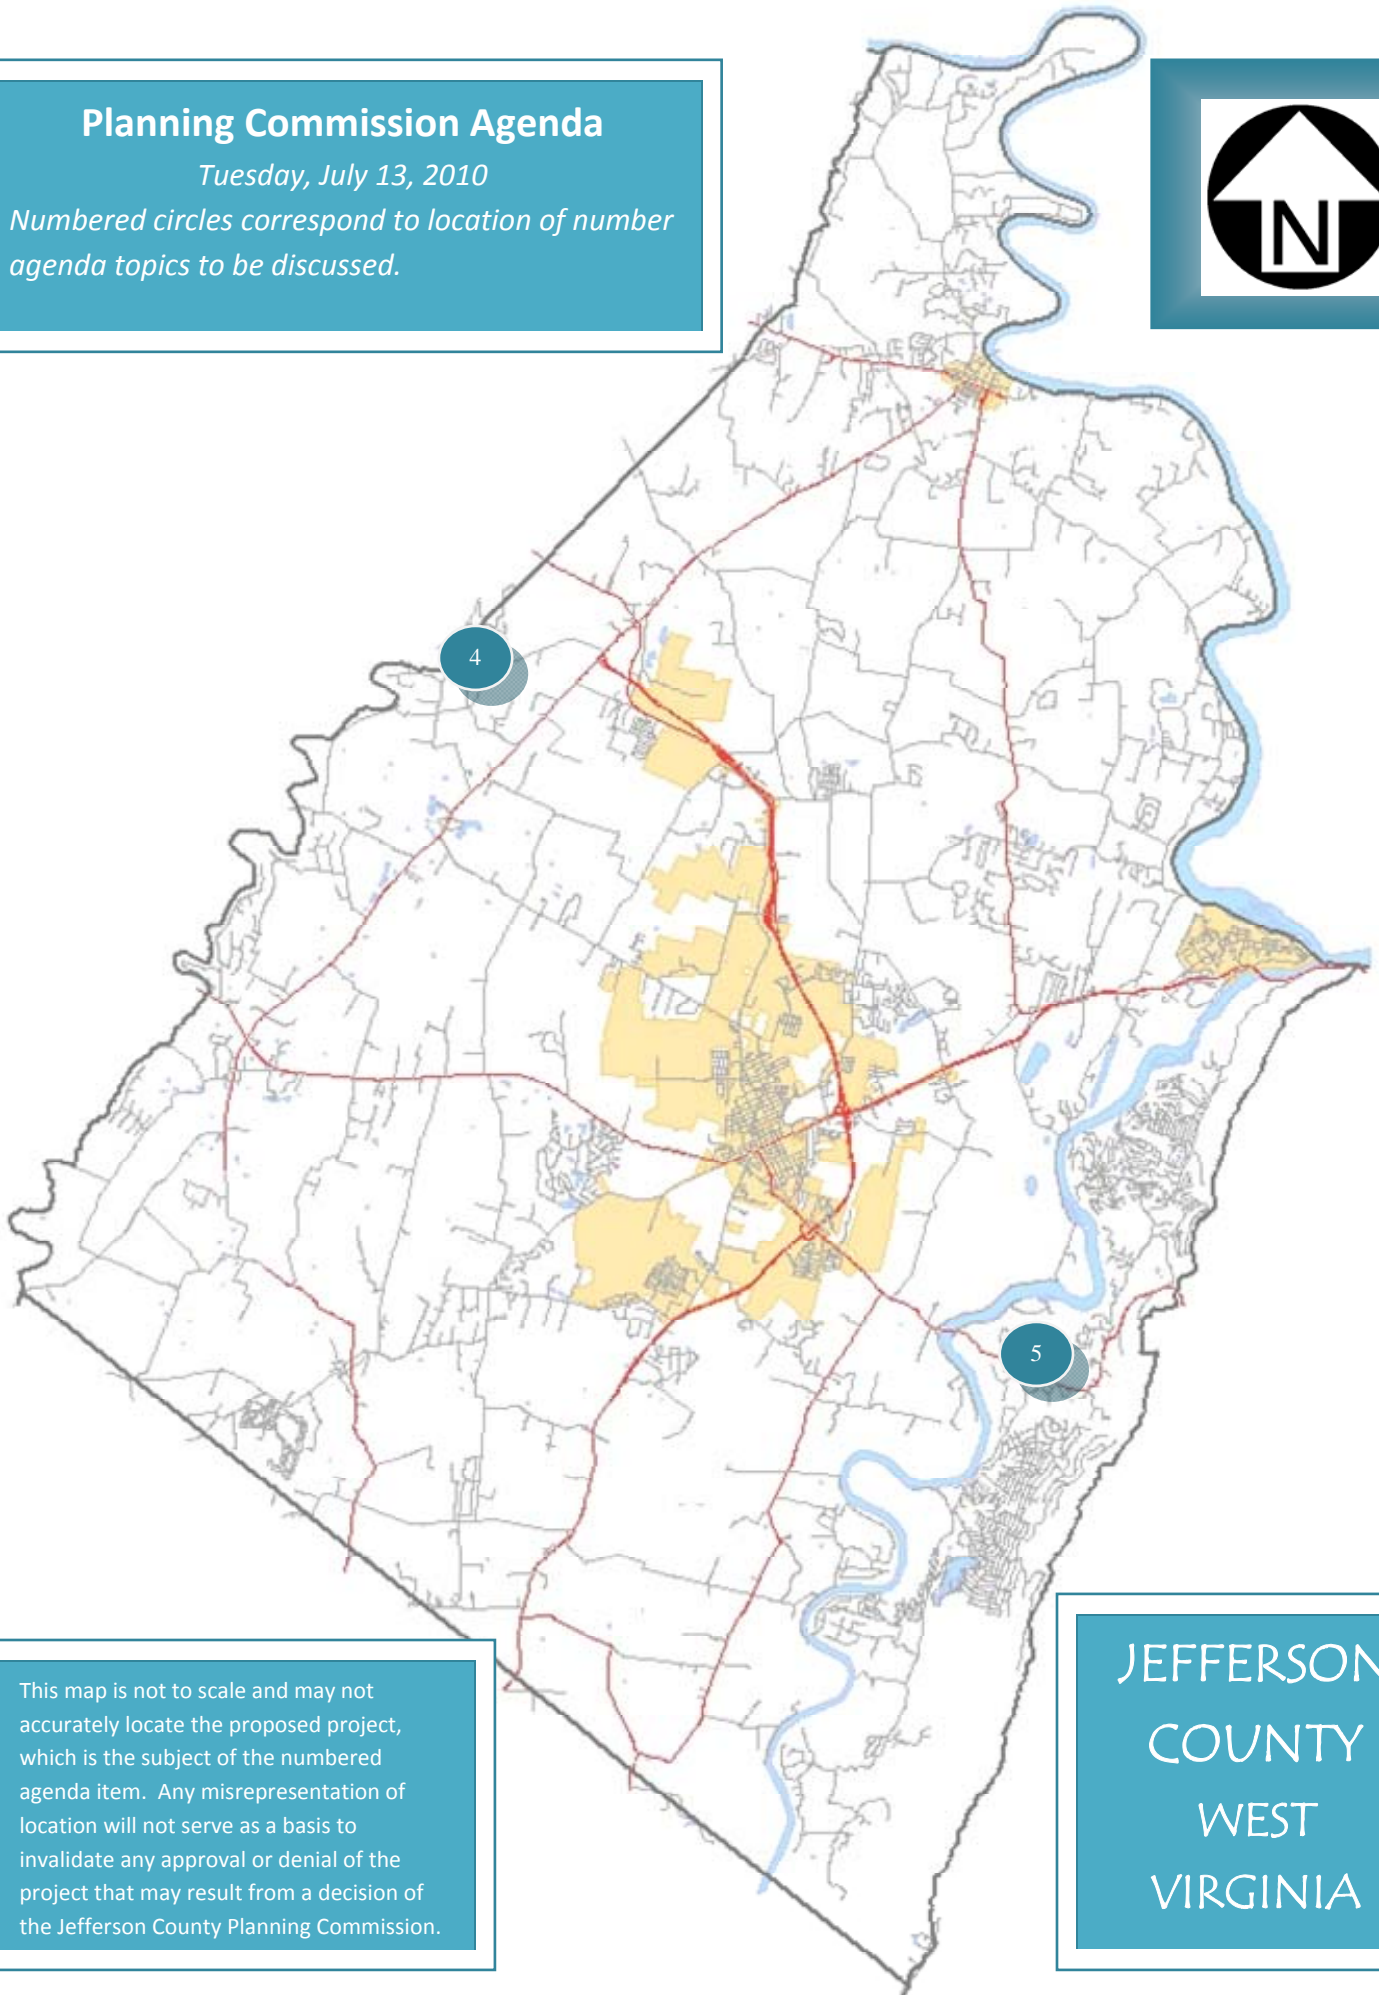 Planning Commission Agenda
Tuesday, July 13, 2010
Numbered circles correspond to location of number
agenda topics to be discussed.
N
4
5
This map is not to scale and may not
accurately locate the proposed project,
which is the subject of the numbered
agenda item.  Any misrepresentation of
location will not serve as a basis to
invalidate any approval or denial of the
project that may result from a decision of
the Jefferson County Planning Commission.
JEFFERSON
COUNTY
WEST
VIRGINIA